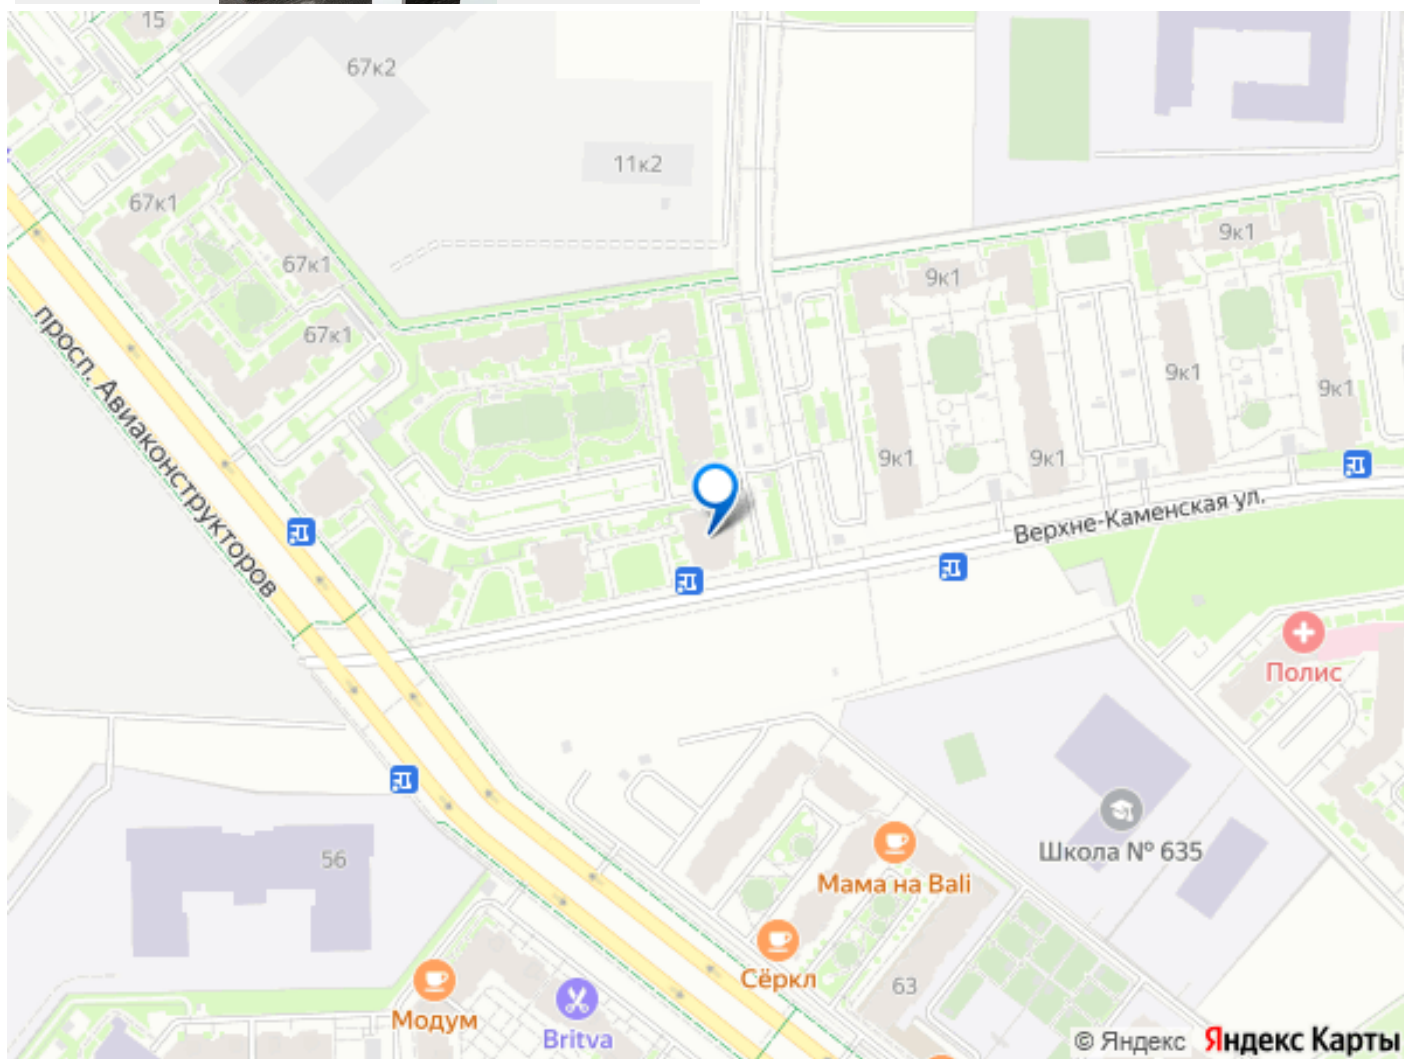 15
67к2
11к2
67к1
9к1
67к1
9к1
67к1
9к1
9к1
просп. Авиаконструкторов
9к1
9к1
Верхне-Каменская ул.
Полис
Школа № 635
56
Мама на Bali
Сёркл
63
Модум
Britva
© Яндекс Яндекс Карты